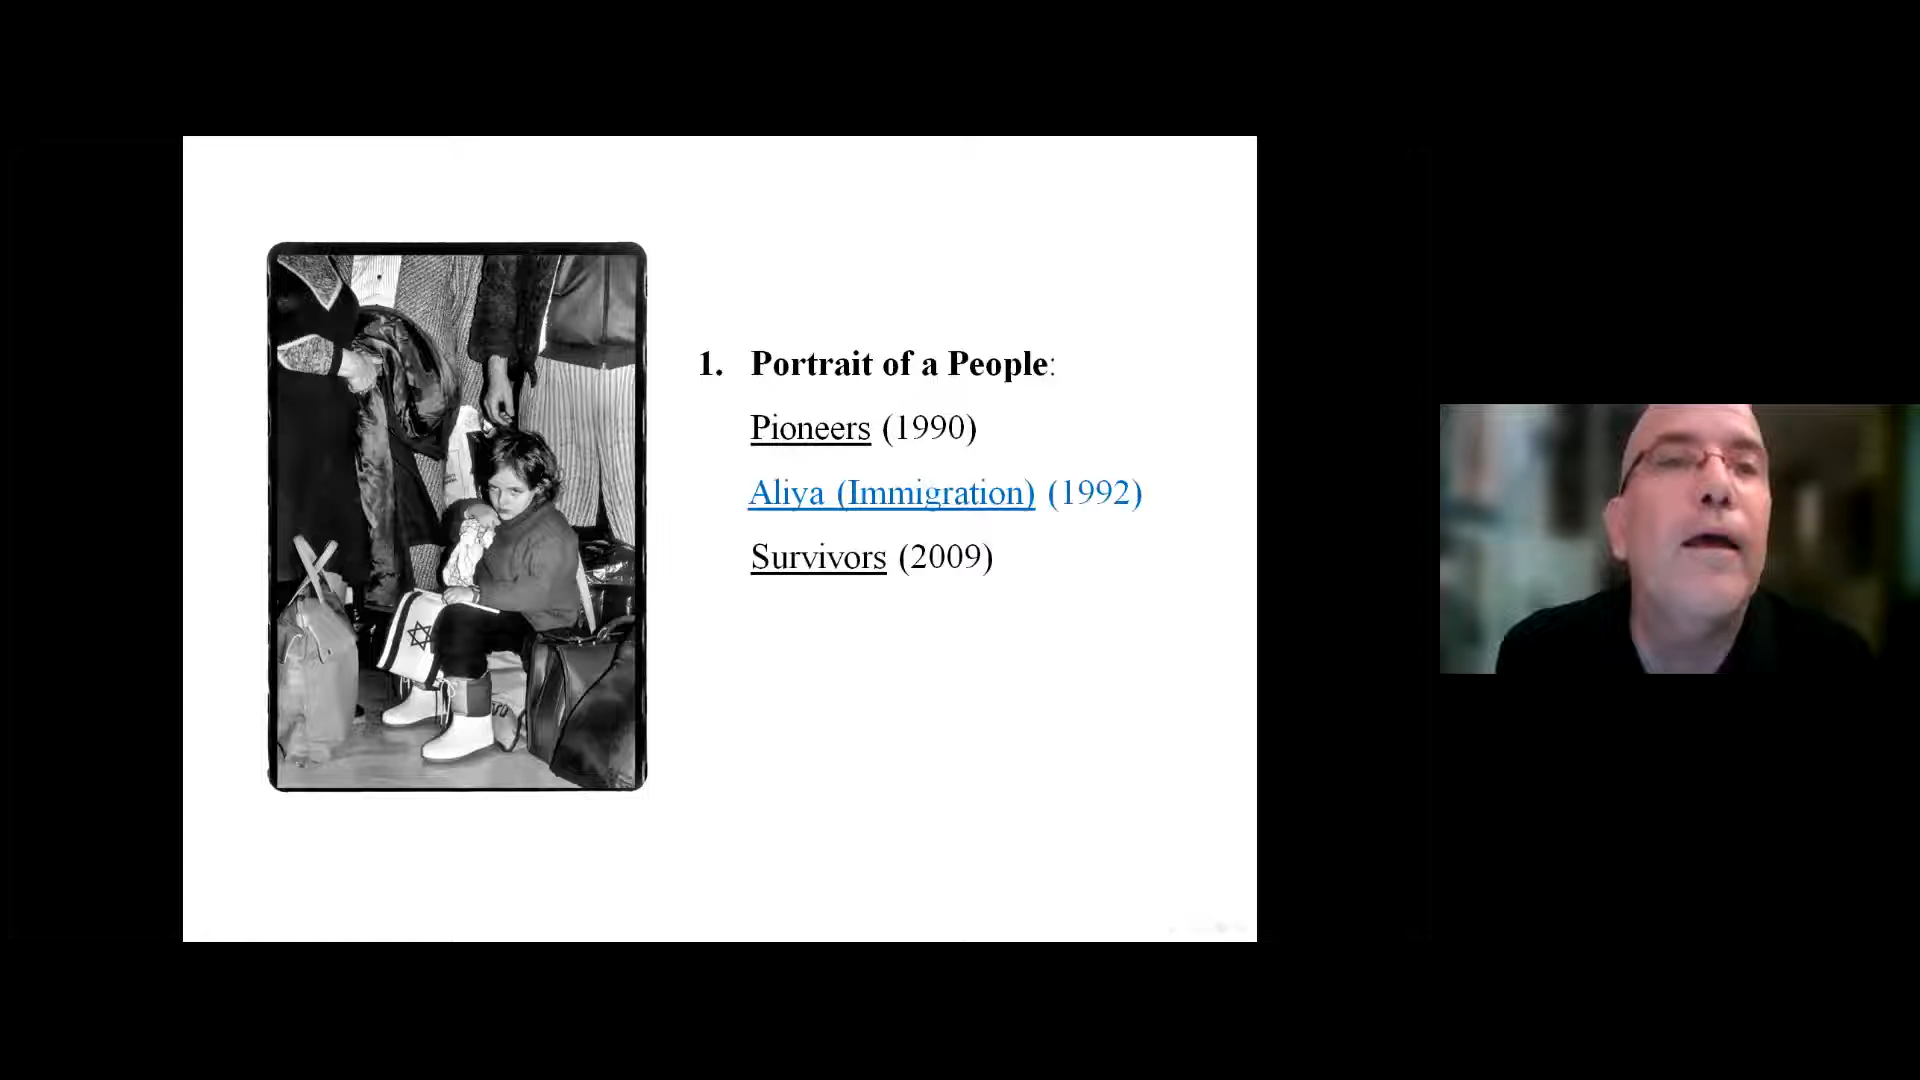 1. Portrait of a People:
Pioneers (1990)
Aliya (Immigration) (1992)
Survivors (2009)